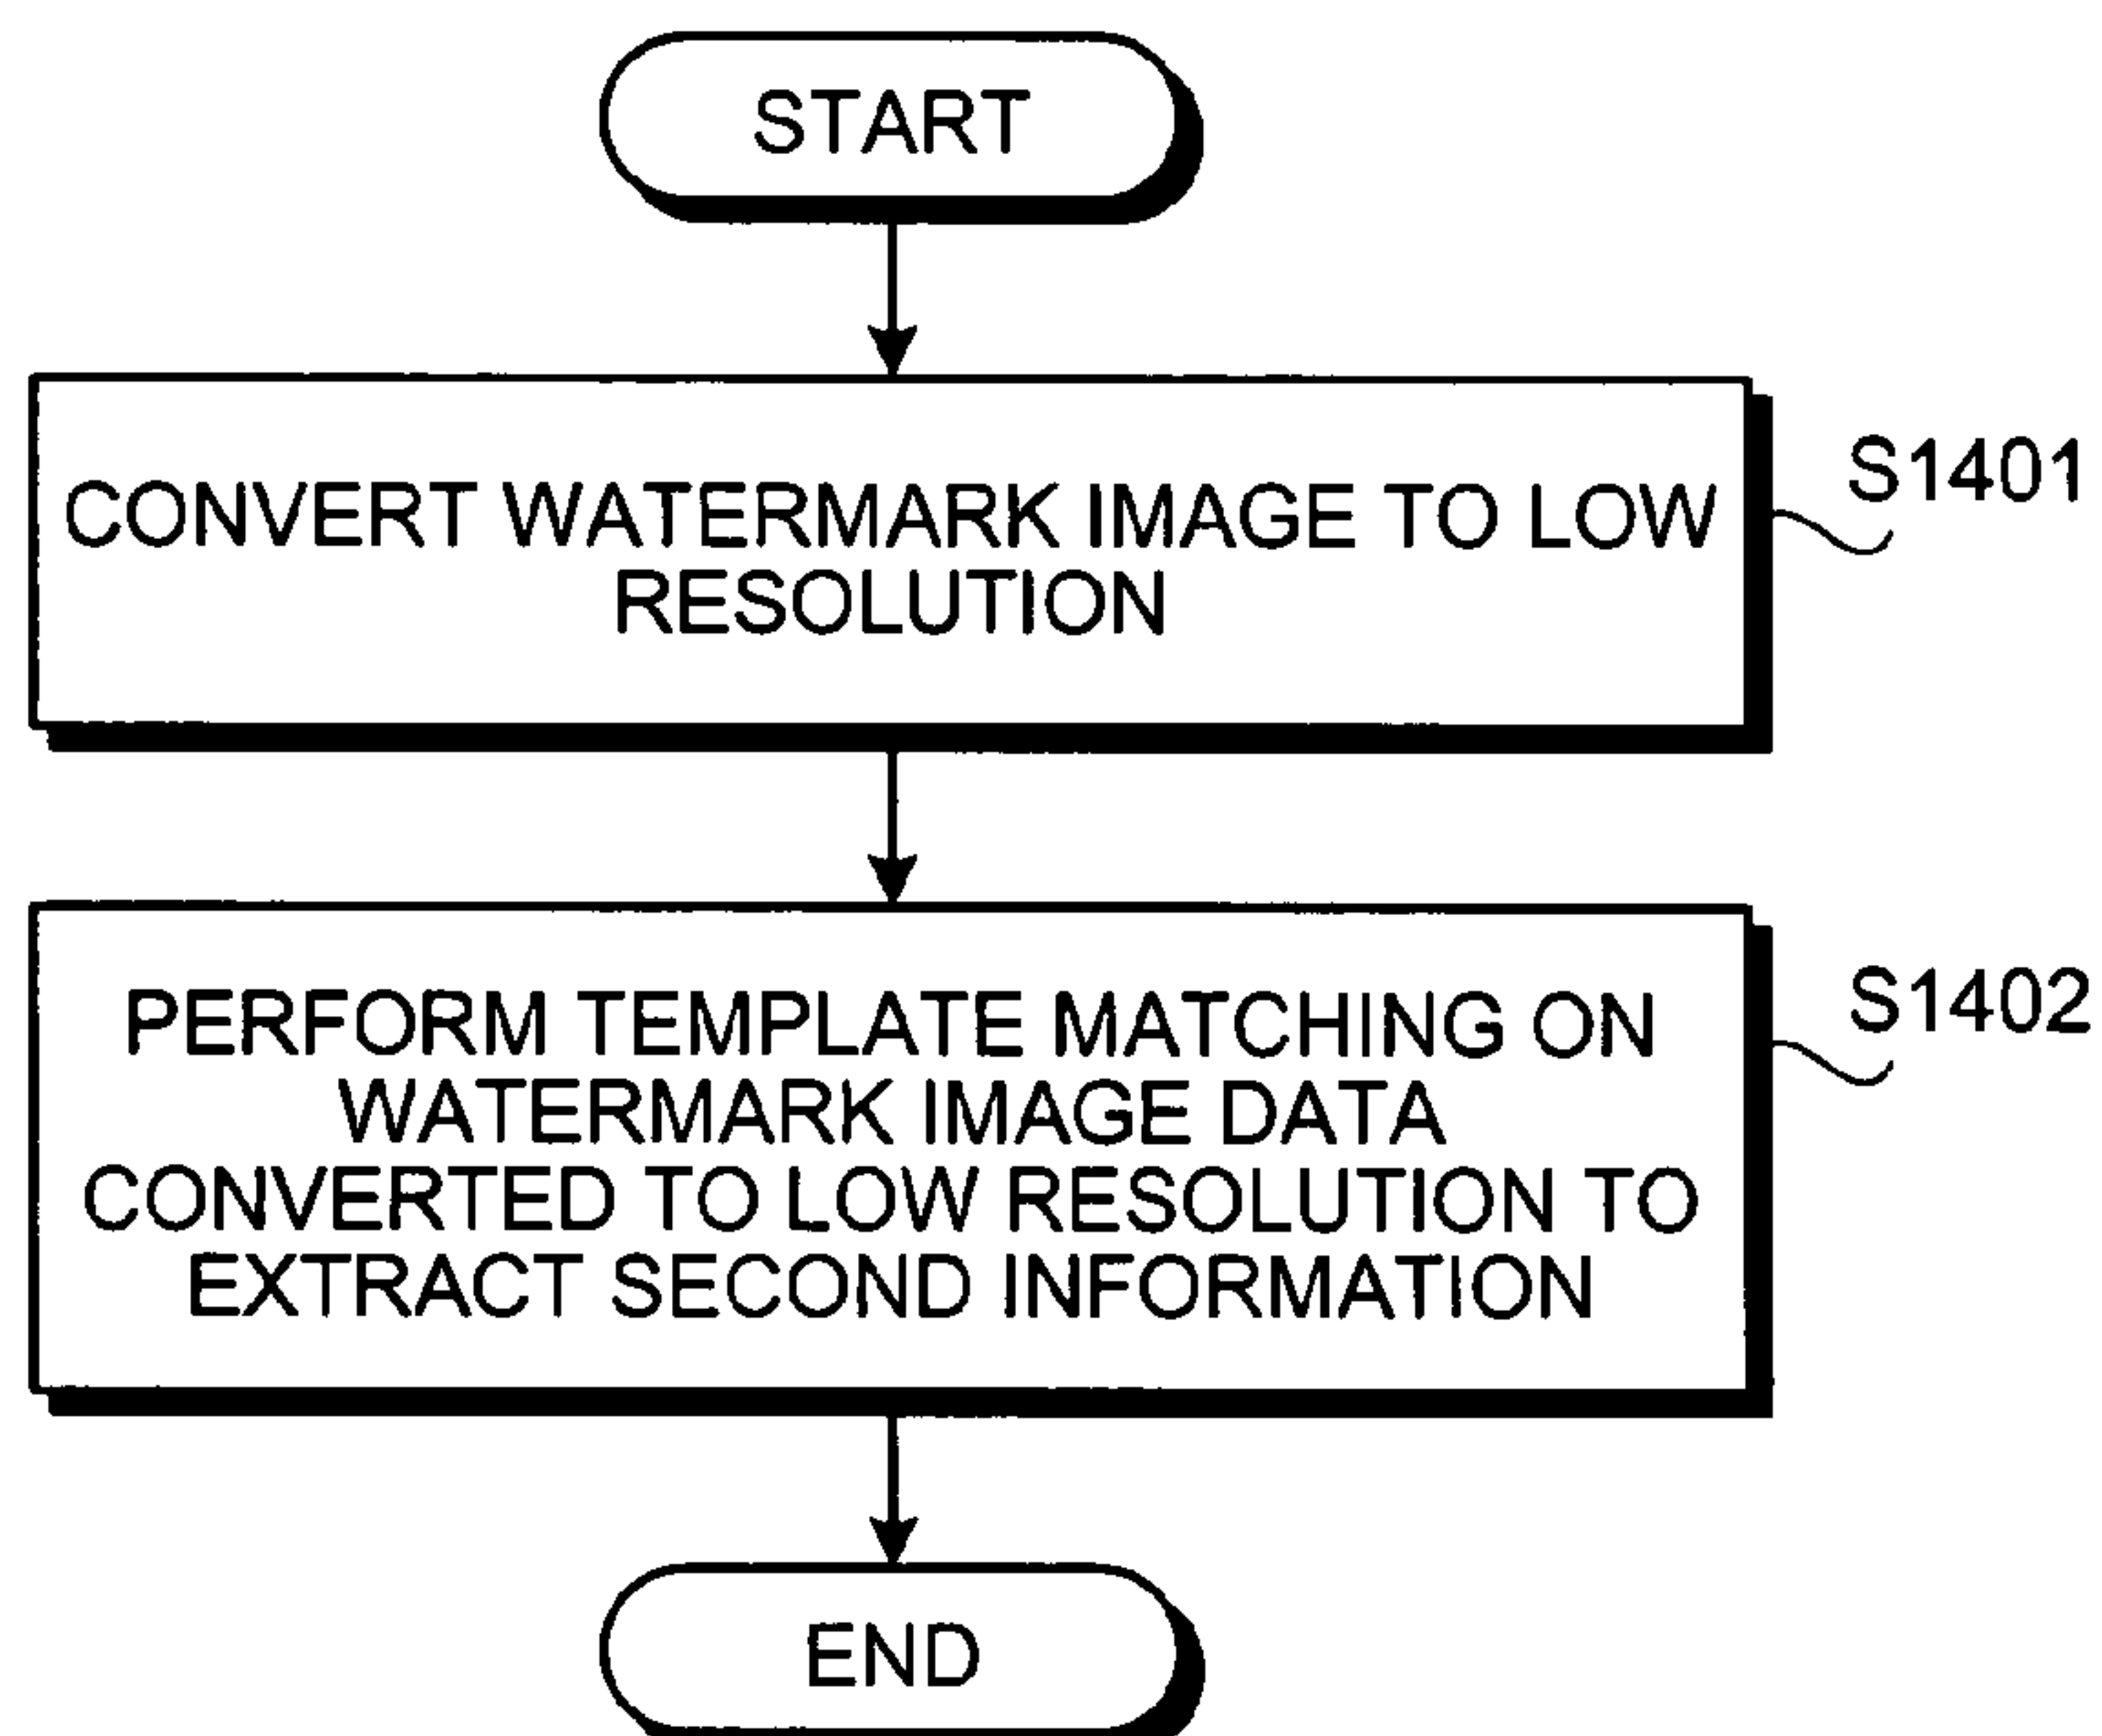 START
CONVERT WATERMARK IMAGE TO LOW
RESOLUTION
S1401
PERFORM TEMPLATE MATCHING ON
WATERMARK IMAGE DATA
CONVERTED TO LOW RESOLUTION TO
EXTRACT SECOND INFORMATION
S1402
END